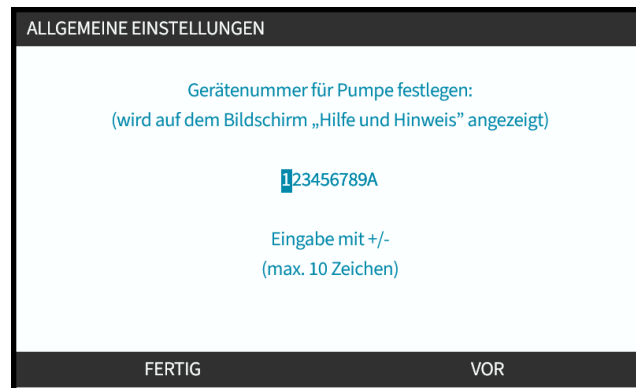 ALLGEMEINE EINSTELLUNGEN
Gerätenummer für Pumpe festlegen:
(wird auf dem Bildschirm „Hilfe und Hinweis” angezeigt)
123456789A
Eingabe mit +/-
(max. 10 Zeichen)
FERTIG VOR